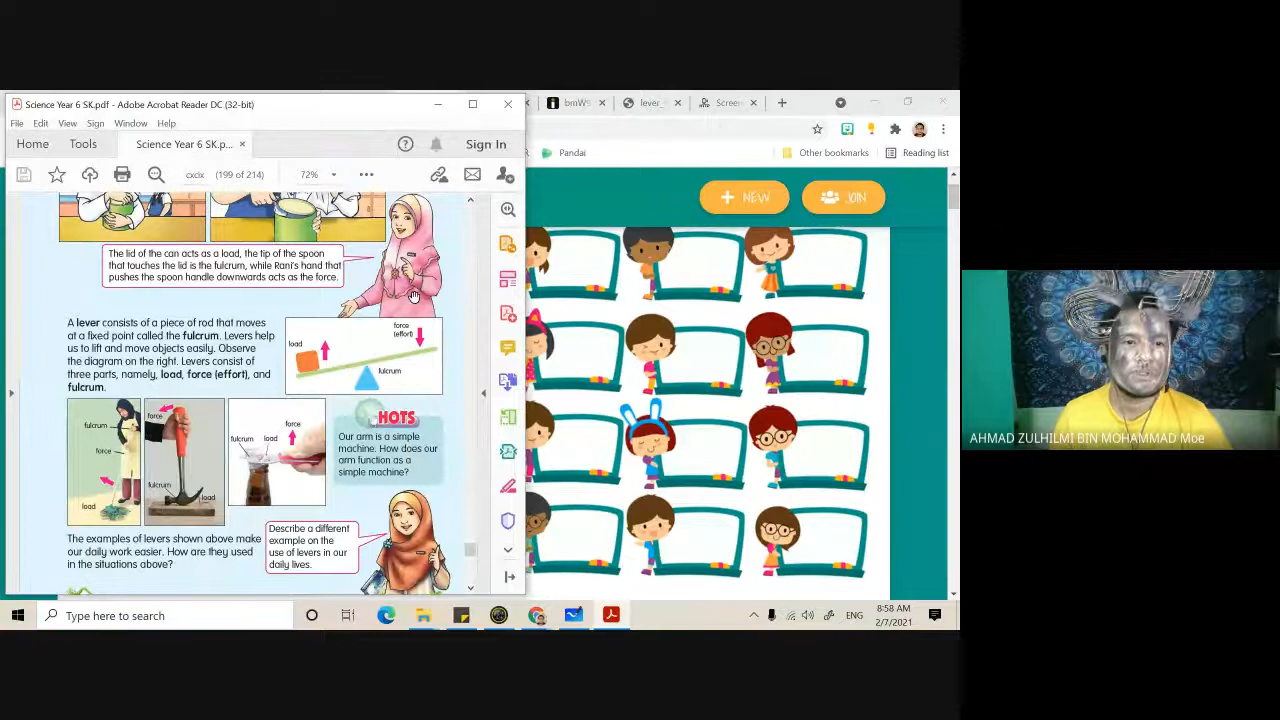 Science Year 6 SK.pdf - Adobe Acrobat Reader DC (32-bit)
File Edit View Sign Window Help
Home Tools Science Year 6 SK.p... Sign In
cxcix (199 of 214) 72%
The lid of the can acts as a load, the tip of the spoon
that touches the lid is the fulcrum, while Rani's hand that
pushes the spoon handle downwards acts as the force.
A lever consists of a piece of rod that moves
at a fixed point called the fulcrum. Levers help
us to lift and move objects easily. Observe
the diagram on the right. Levers consist of
three parts, namely, load, force (effort), and
fulcrum.
load
force
(effort)
fulcrum
fulcrum
force
load
force
fulcrum
load
force
fulcrum load
HOTS
Our arm is a simple
machine. How does our
arm function as a
simple machine?
The examples of levers shown above make
our daily work easier. How are they used
in the situations above?
Describe a different
example on the
use of levers in our
daily lives.
bmWS
lever_
Screen
Pandai
Other bookmarks
Reading list
NEW
JOIN
AHMAD ZULHILMI BIN MOHAMMAD Moe
Type here to search
ENG
8:58 AM
2/7/2021